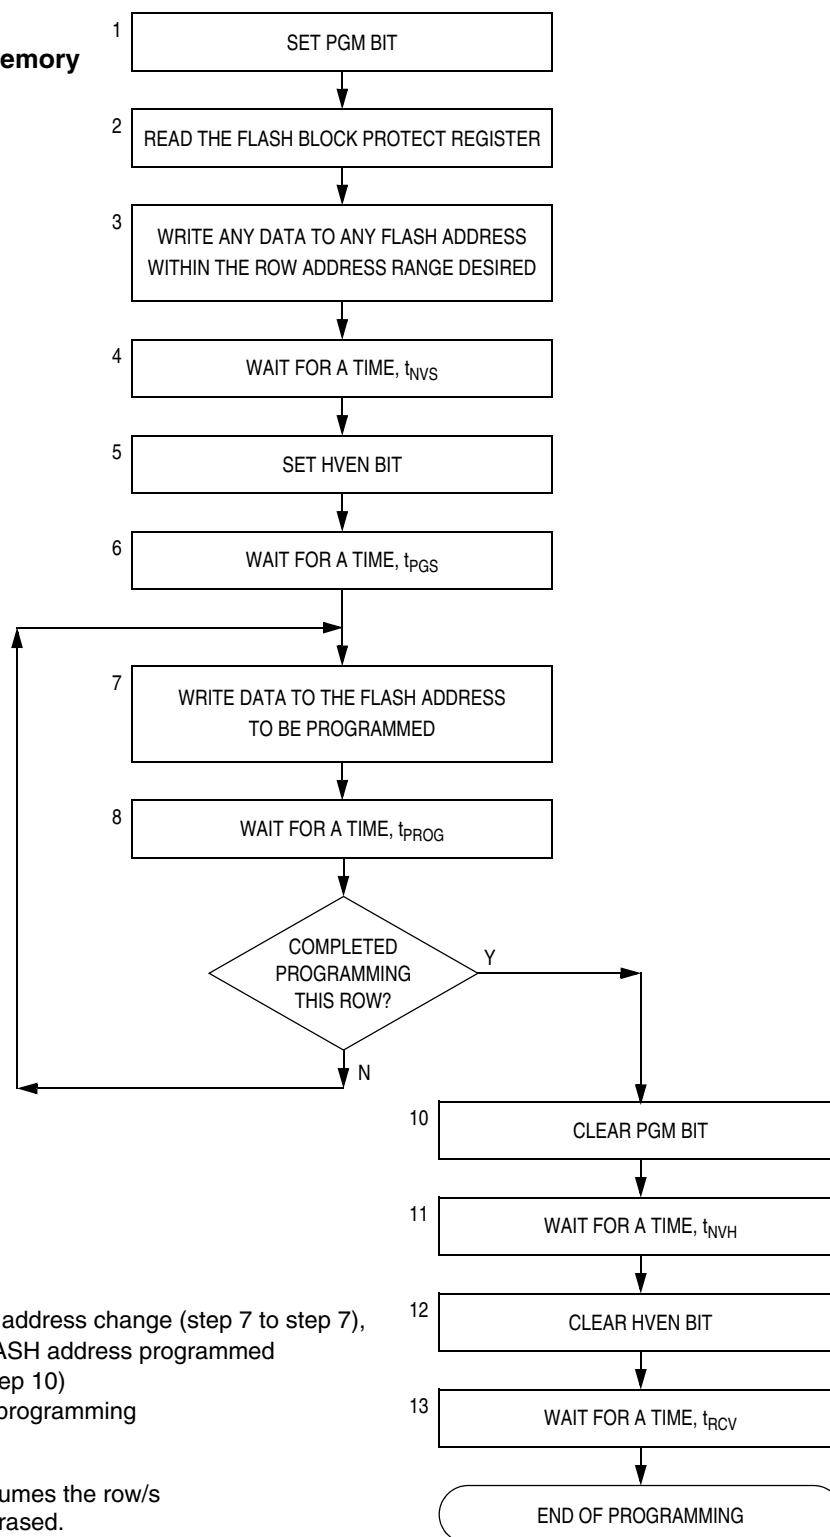 1
SET PGM BIT
emory
2
READ THE FLASH BLOCK PROTECT REGISTER
3
WRITE ANY DATA TO ANY FLASH ADDRESS
WITHIN THE ROW ADDRESS RANGE DESIRED
4
WAIT FOR A TIME, tNVS
5
SET HVEN BIT
6
WAIT FOR A TIME, tPGS
7
WRITE DATA TO THE FLASH ADDRESS
TO BE PROGRAMMED
8
WAIT FOR A TIME, tPROG
COMPLETED
PROGRAMMING
THIS ROW?
Y
N
10
CLEAR PGM BIT
11
WAIT FOR A TIME, tNVH
12
CLEAR HVEN BIT
13
WAIT FOR A TIME, tRCV
END OF PROGRAMMING
address change (step 7 to step 7),
ASH address programmed
ep 10)
programming
umes the row/s
rased.